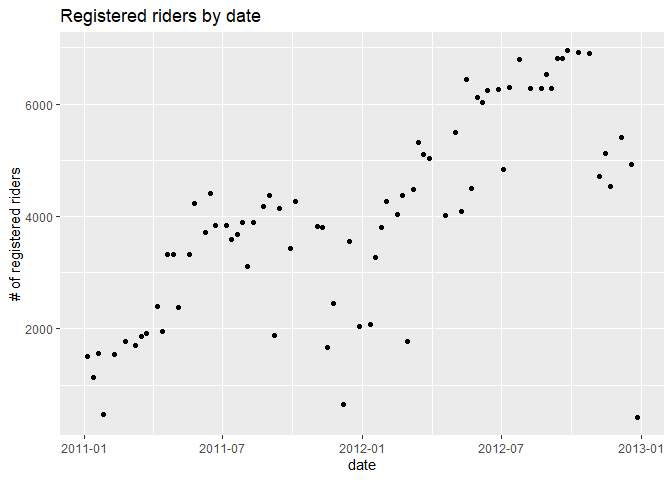 Registered riders by date
# of registered riders
6000
4000
2000
2011-01
2011-07
2012-01
2012-07
2013-01
date